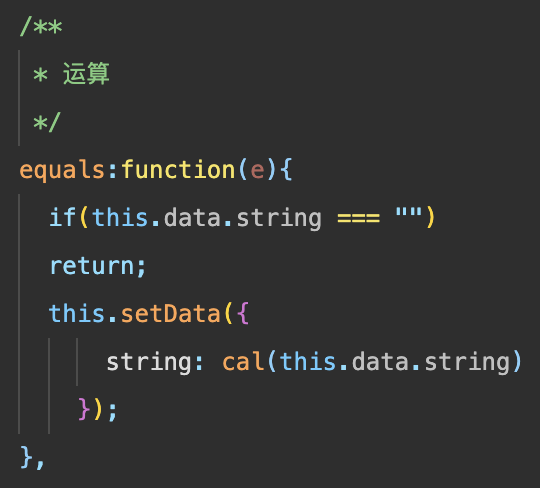 /**
* 运算
*/
equals:function(e){
if(this.data.string === "")
return;
this.setData({
string: cal(this.data.string)
});
},